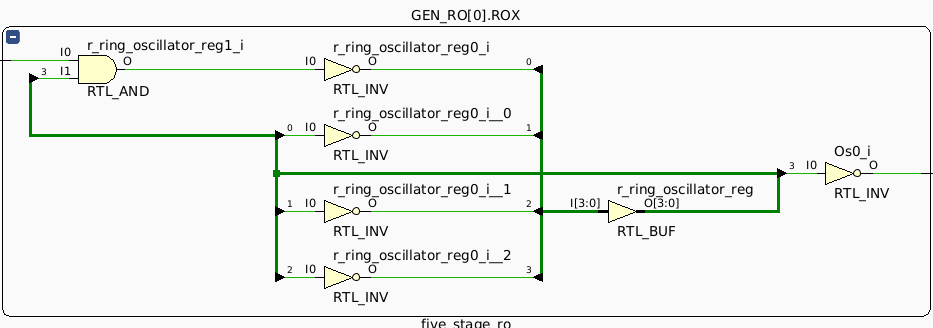 GEN_RO[0].ROX
r_ring_oscillator_reg1_i
I0
O
3 I1
RTL_AND
r_ring_oscillator_reg0_i
I0 O 0
RTL_INV
r_ring_oscillator_reg0_i__0
0 I0 O 1
RTL_INV
r_ring_oscillator_reg0_i__1
1 I0 O 2
RTL_INV
r_ring_oscillator_reg0_i__2
2 I0 O 3
RTL_INV
r_ring_oscillator_reg
I[3:0] O[3:0]
RTL_BUF
Os0_i
3 I0 O
RTL_INV
five_stage_ro